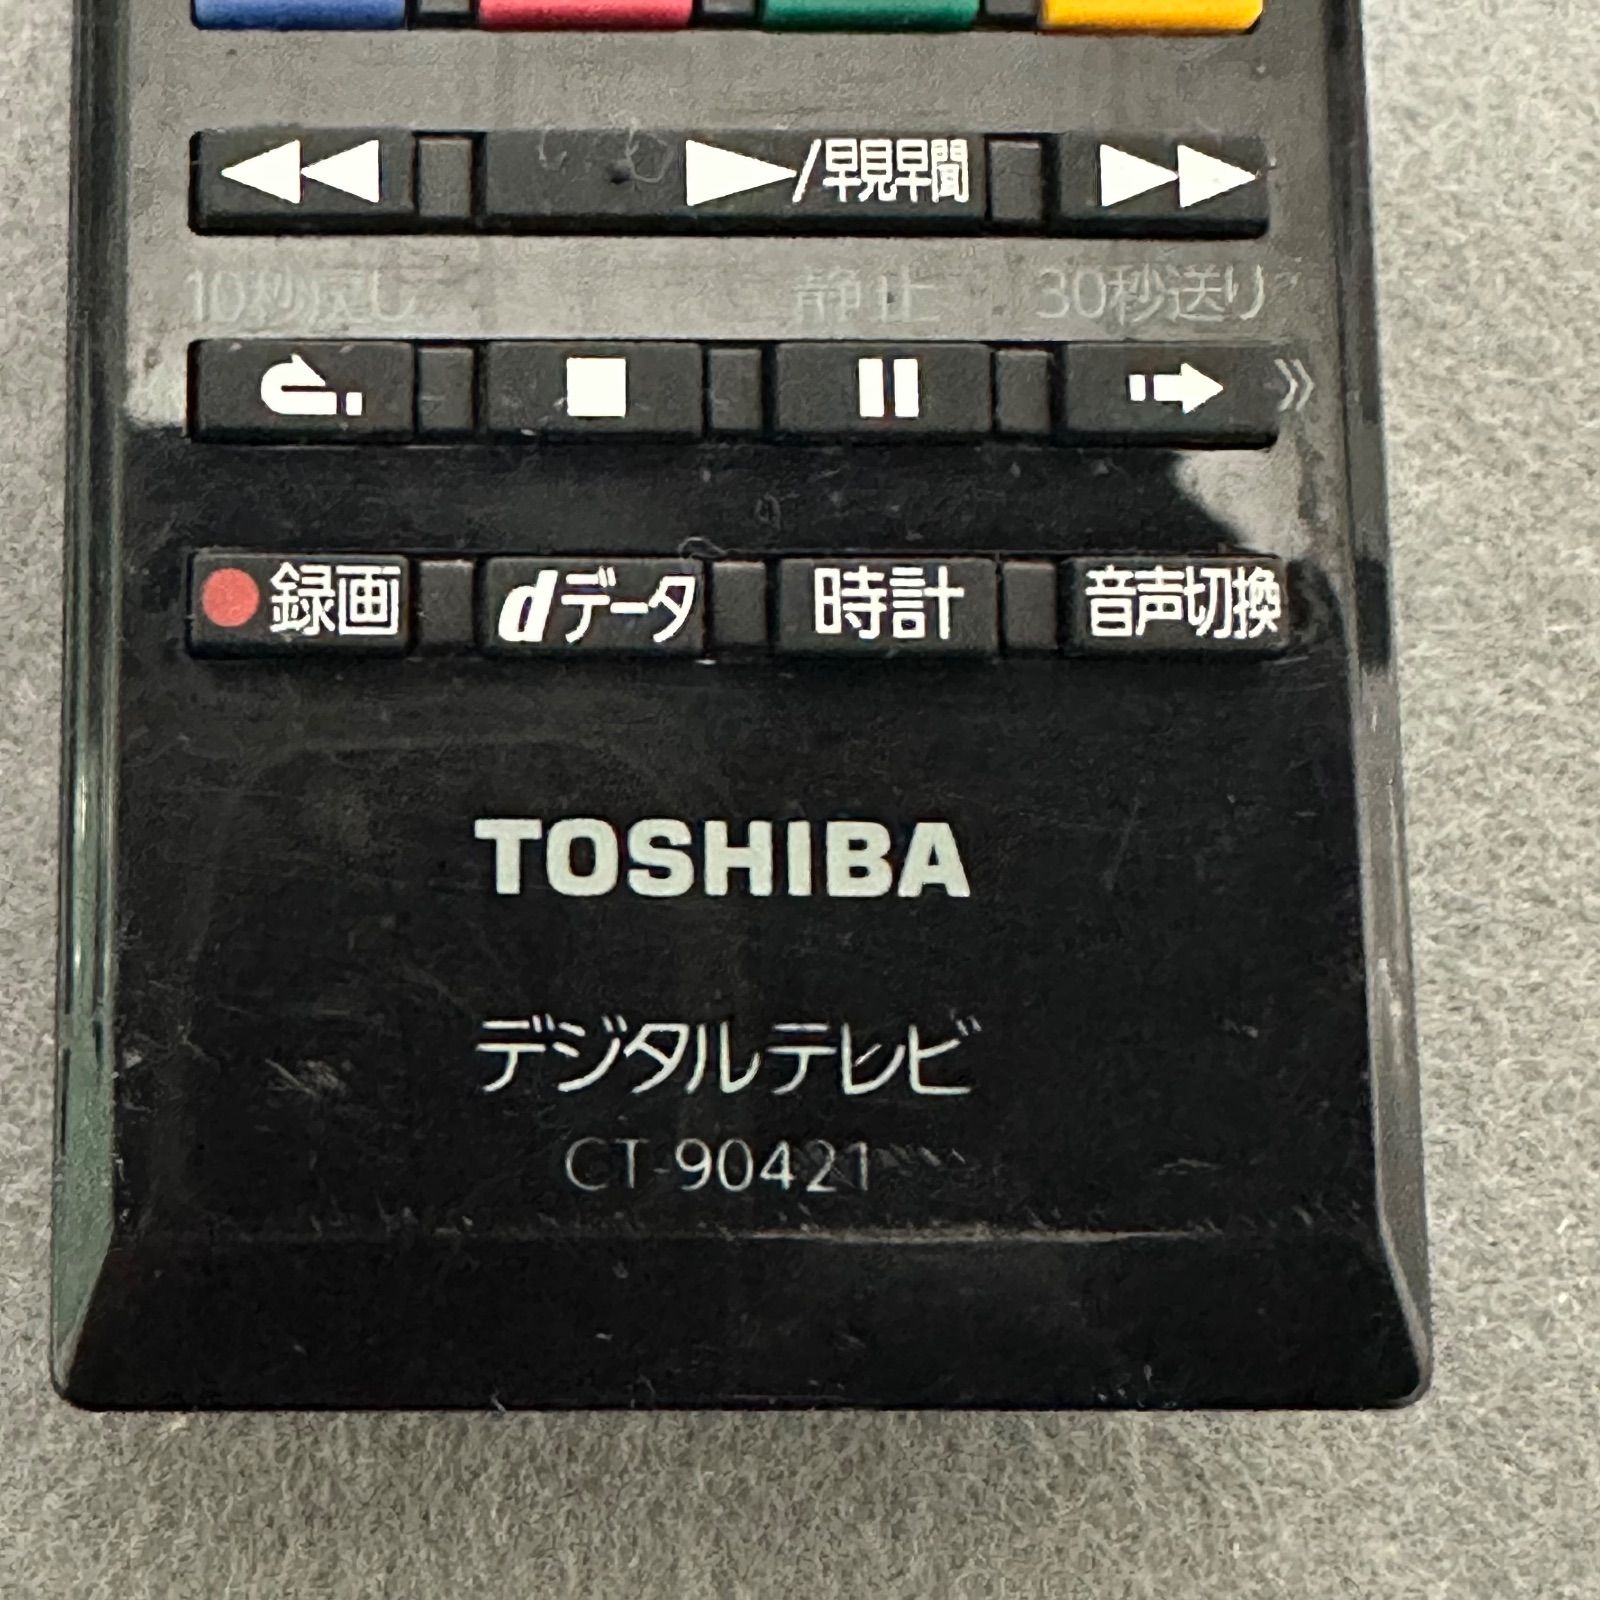 /早見早聞
10秒戻し 静止 30秒送り
●録画 dデータ 時計 音声切換
TOSHIBA
デジタルテレビ
CT-90421